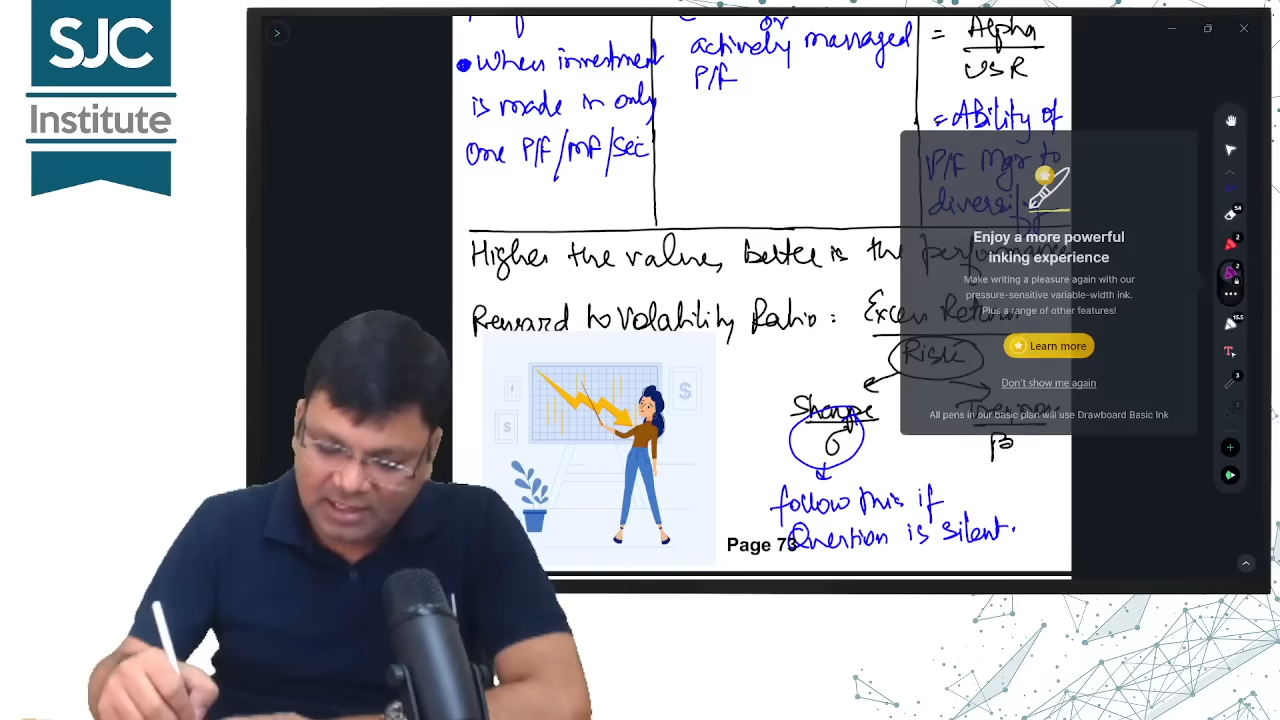 SJC
Institute
or
actively managed
P/F
= Alpha
USR
• When investment
is made in only
One P/F/MF/Sec
= Ability of
P/F Mgr to
diversify
Higher the value, better is the performance
Reward to Volatility Ratio : Excess Return
Risk
Sharpe
σ
Treynor
β
follow this if
Question is silent.
Page 73
Enjoy a more powerful
inking experience
Make writing a pleasure again with our
pressure-sensitive variable-width ink.
Plus a range of other features!
Learn more
Don't show me again
All pens in our basic plan will use Drawboard Basic Ink